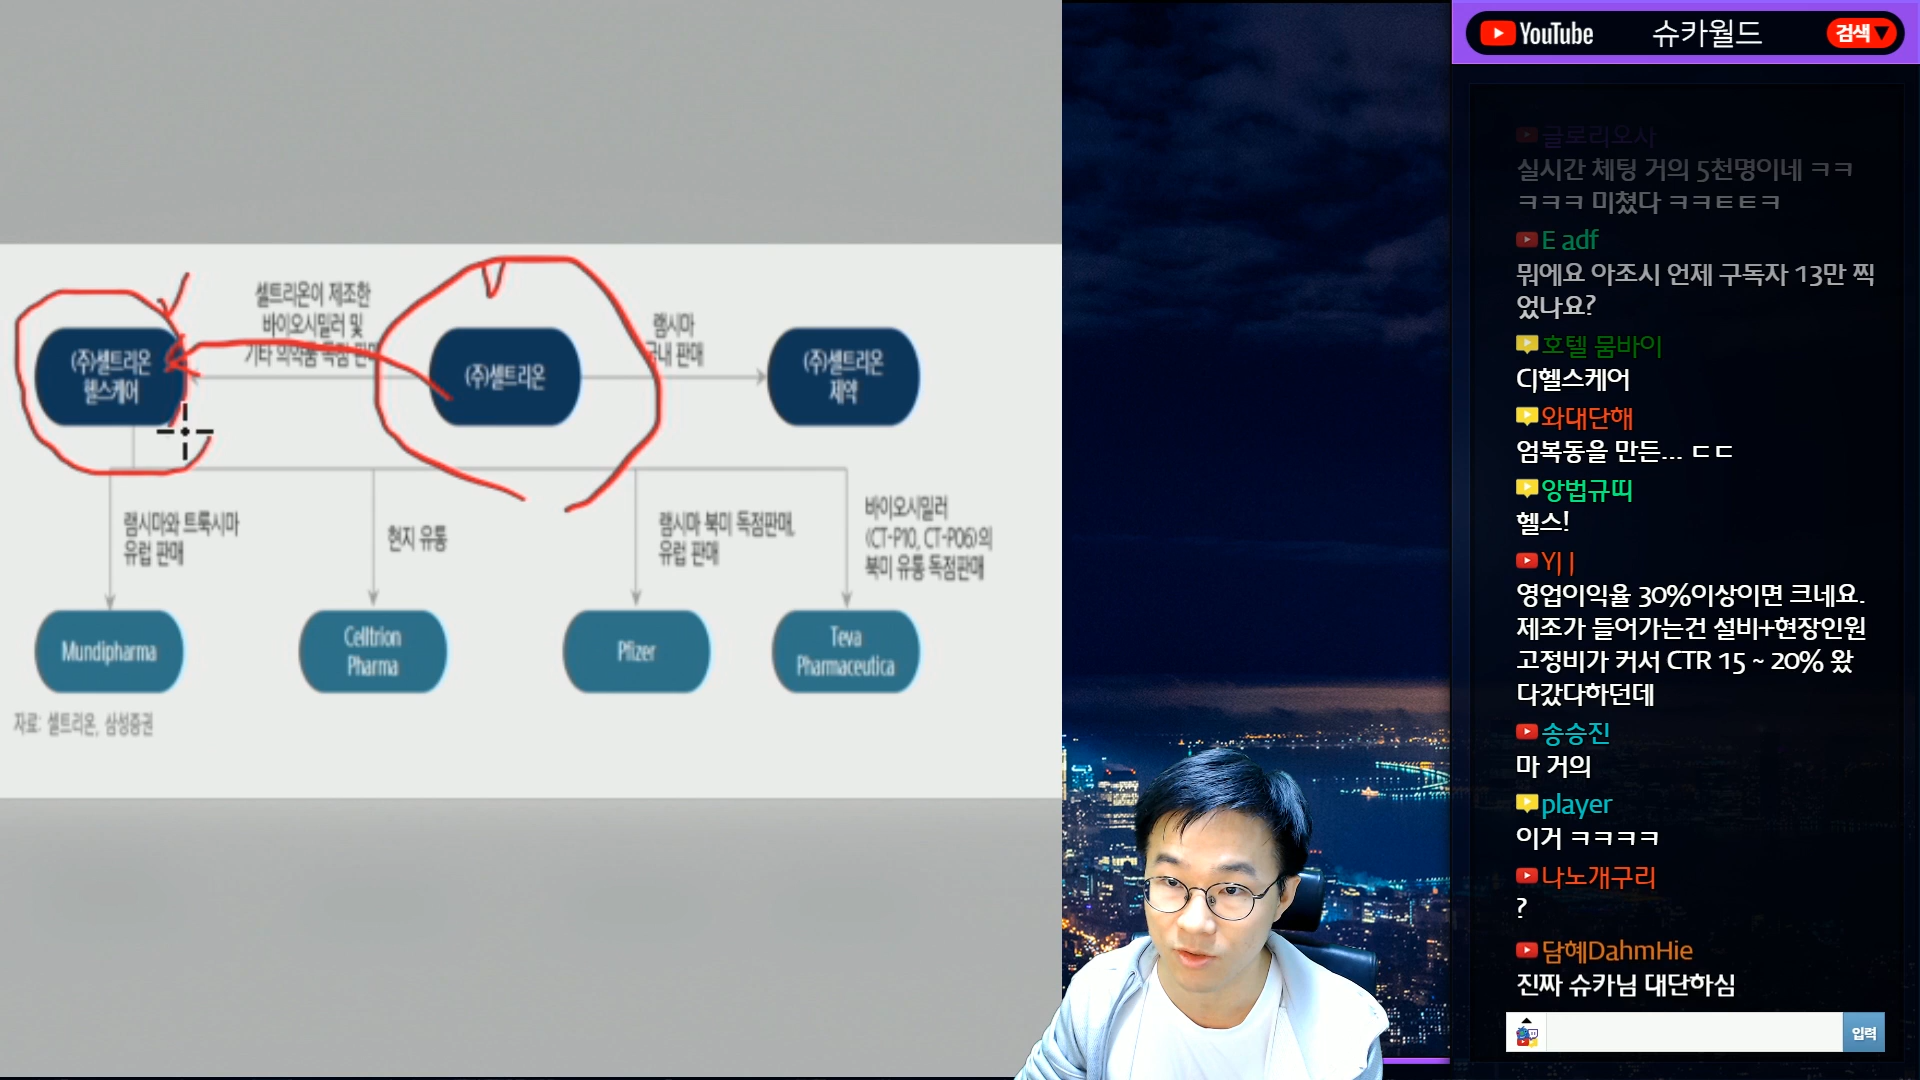 셀트리온이 제조한
바이오시밀러 및
기타 의약품 독점 판매
램시마
국내 판매
(주)셀트리온
헬스케어
(주)셀트리온
(주)셀트리온
제약
램시마와 트룩시마
유럽 판매
현지 유통
램시마 북미 독점판매,
유럽 판매
바이오시밀러
(CT-P10, CT-P06)의
북미 유통 독점판매
Mundipharma
Celltrion
Pharma
Pfizer
Teva
Pharmaceutica
자료: 셀트리온, 삼성증권
YouTube 슈카월드 검색▼
글로리오사
실시간 체팅 거의 5천명이네 ㅋㅋ
ㅋㅋㅋ 미쳤다 ㅋㅋㅌㅌㅋ
E adf
뭐에요 아조시 언제 구독자 13만 찍
었나요?
호텔 뭄바이
C|헬스케어
와대단해
엄복동을 만든... ㄷㄷ
앙법규띠
헬스!
Y| |
영업이익율 30%이상이면 크네요.
제조가 들어가는건 설비+현장인원
고정비가 커서 CTR 15 ~ 20% 왔
다갔다하던데
송승진
마 거의
player
이거 ㅋㅋㅋㅋ
나노개구리
?
담혜DahmHie
진짜 슈카님 대단하심
입력